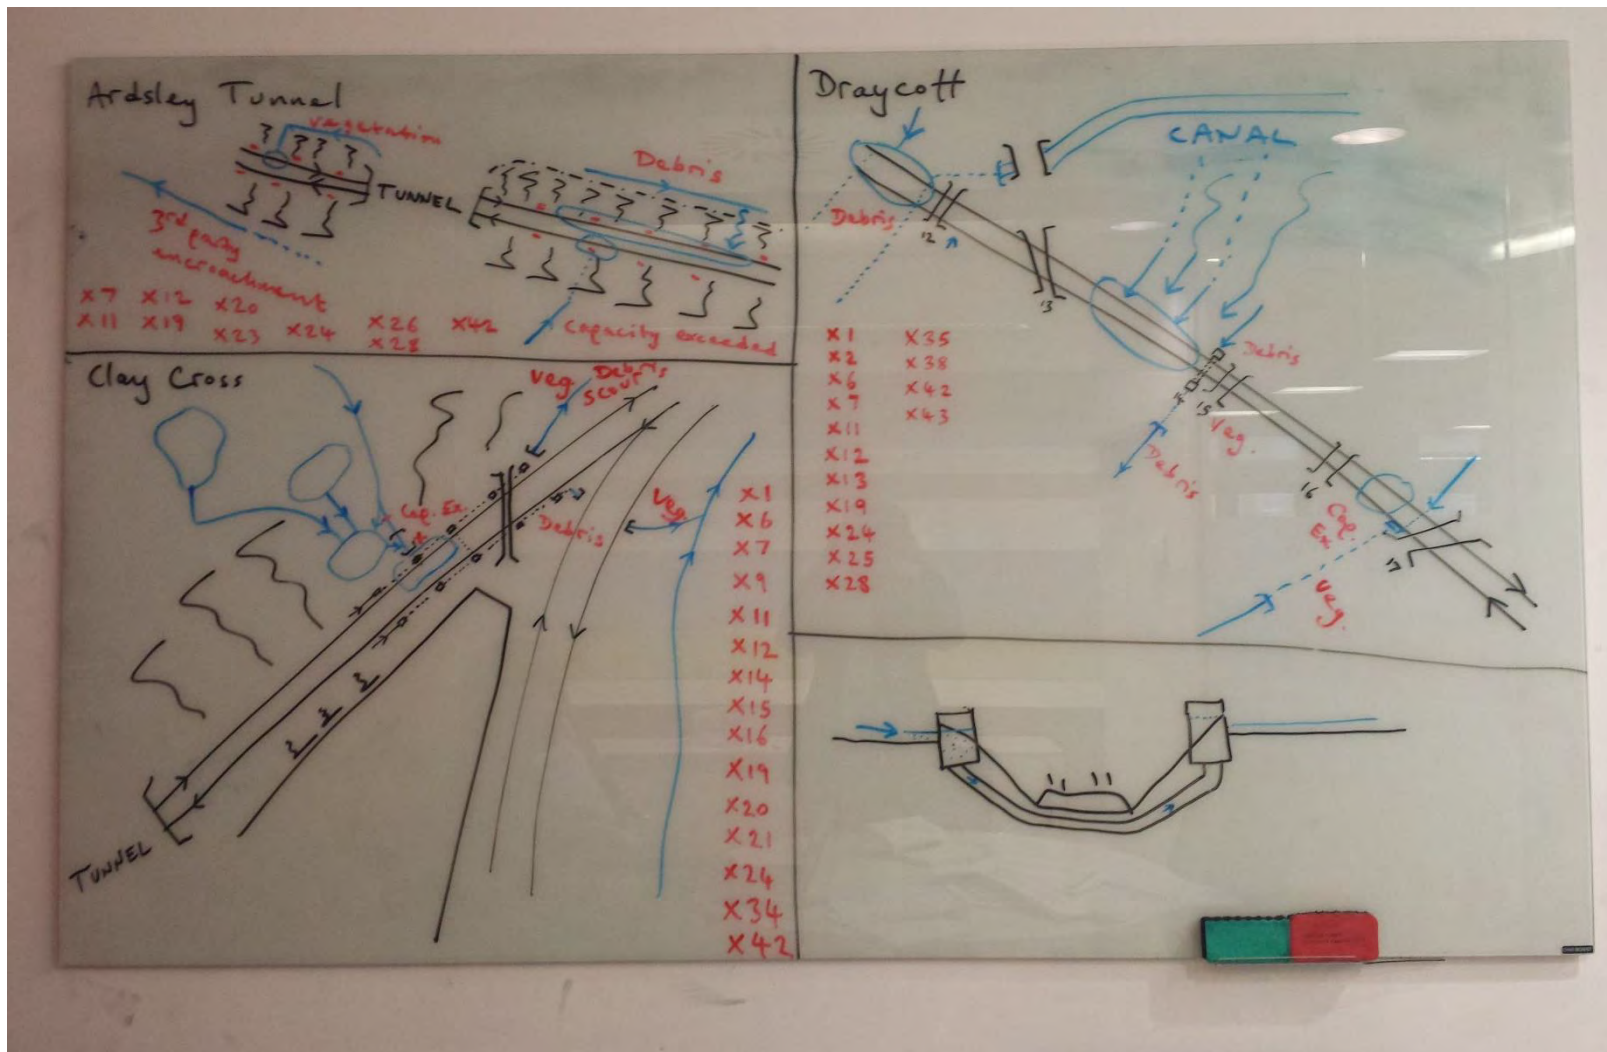 Ardsley Tunnel
vegetation
TUNNEL
Debris
3rd party
encroachment
capacity exceeded
x7 x12 x20
x11 x19 x23 x24 x26 x42
x28
Clay Cross
Veg Debris
Scour
Cap. Ex.
Debris
Veg
TUNNEL
x1
x6
x7
x9
x11
x12
x14
x15
x16
x19
x20
x21
x24
x34
x42
Draycott
CANAL
Debris
12
13
Debris
15
Veg.
Debris
16
Cap.
Ex.
17
Veg.
x1 x35
x2 x38
x6 x42
x7 x43
x11
x12
x13
x19
x24
x25
x28